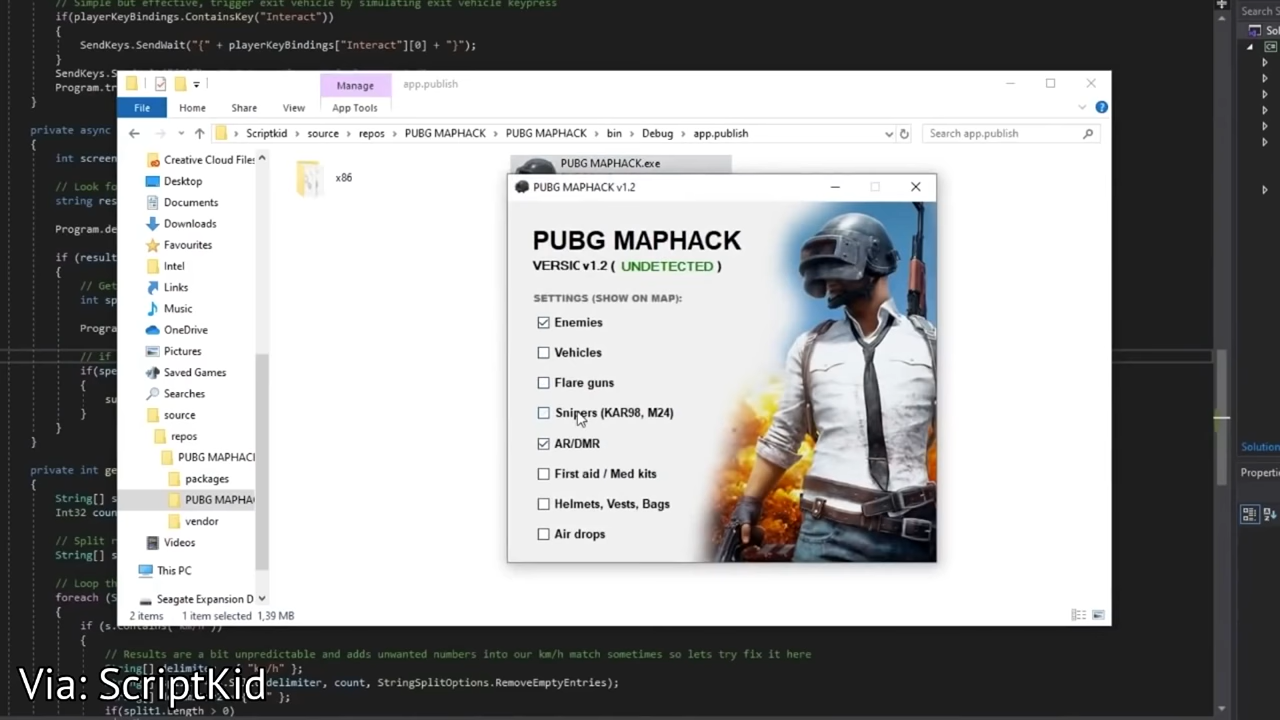 // Simple but effective, trigger exit vehicle by simulating exit vehicle keypress
if(playerKeyBindings.ContainsKey("Interact"))
{
SendKeys.SendWait("{" + playerKeyBindings["Interact"][0] + "}");
}
SendKeys.
Program.tr
}
private async
{
int screen
// Look fo
string res
Program.de
if (result
{
// Get
int sp
Progra
// if
if(spe
{
}
}
private int ge
{
String[] s
Int32 coun
// Split r
String[] s
// Loop th
foreach (S
{
if (s.Contains("km/h"))
{
// Results are a bit unpredictable and adds unwanted numbers into our km/h match sometimes so lets try fix it here
String[] delimiter = { "km/h" };
delimiter, count, StringSplitOptions.RemoveEmptyEntries);
" };
if(split1.Length > 0)
Manage
app.publish
File
Home
Share
View
App Tools
Scriptkid
source
repos
PUBG MAPHACK
PUBG MAPHACK
bin
Debug
app.publish
Search app.publish
Creative Cloud Files
Desktop
Documents
Downloads
Favourites
Intel
Links
Music
OneDrive
Pictures
Saved Games
Searches
source
repos
PUBG MAPHACK
packages
PUBG MAPHA
vendor
Videos
This PC
Seagate Expansion D
2 items
1 item selected 1,39 MB
x86
PUBG MAPHACK.exe
PUBG MAPHACK v1.2
PUBG MAPHACK
VERSIC v1.2 ( UNDETECTED )
SETTINGS (SHOW ON MAP):
Enemies
Vehicles
Flare guns
Snipers (KAR98, M24)
AR/DMR
First aid / Med kits
Helmets, Vests, Bags
Air drops
Search S
Sol
Solution
Properti
Via: ScriptKid